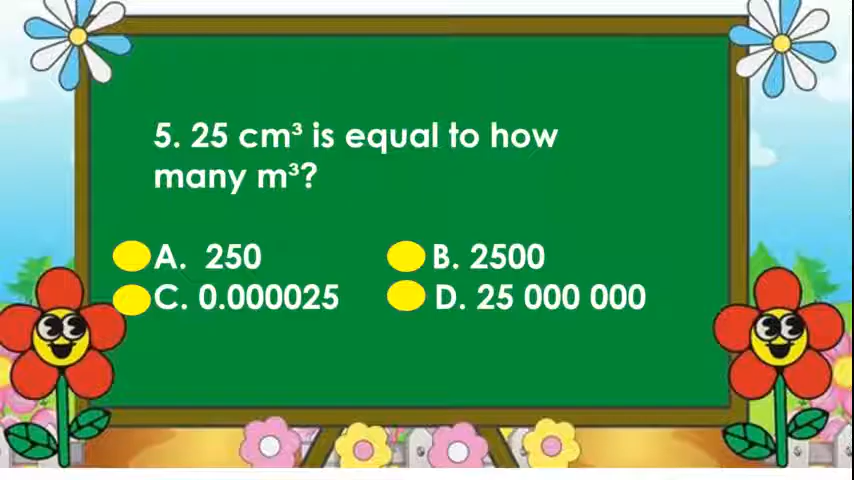 5. 25 cm³ is equal to how
many m³?
A. 250
B. 2500
C. 0.000025
D. 25 000 000